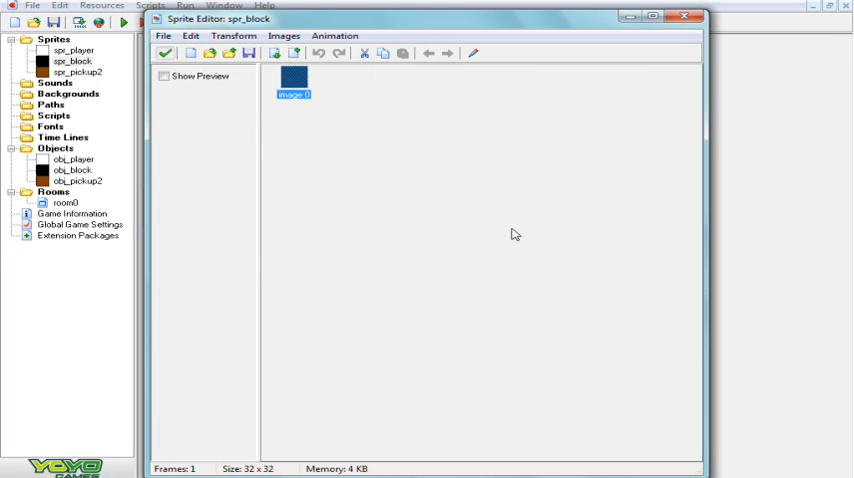 File Edit Resources Scripts Run Window Help
Sprite Editor: spr_block
File Edit Transform Images Animation
Show Preview
image 0
Sprites
spr_player
spr_block
spr_pickup2
Sounds
Backgrounds
Paths
Scripts
Fonts
Time Lines
Objects
obj_player
obj_block
obj_pickup2
Rooms
room0
Game Information
Global Game Settings
Extension Packages
YOYO
GAMES
Frames: 1 Size: 32 x 32 Memory: 4 KB